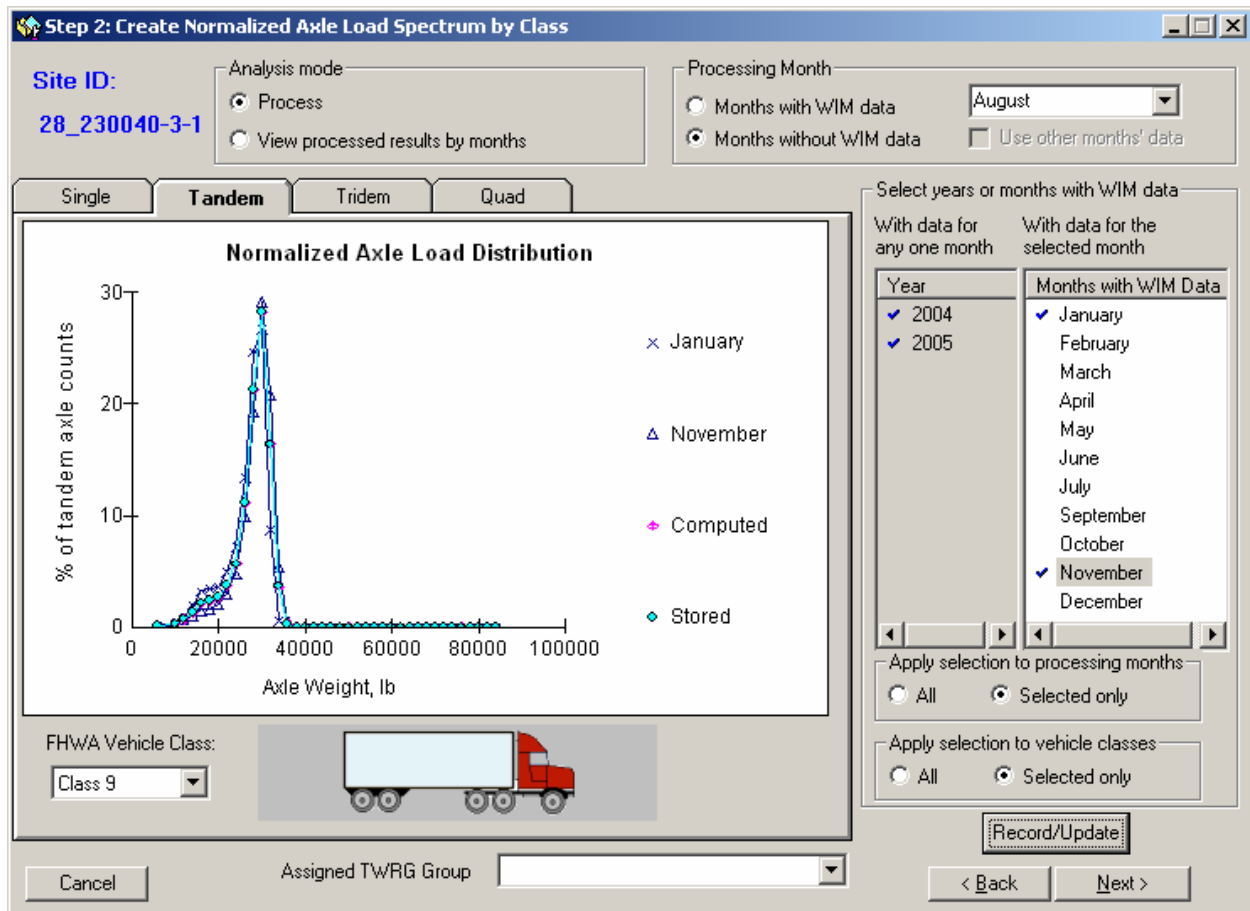 Step 2: Create Normalized Axle Load Spectrum by Class
Site ID:
28_230040-3-1
Analysis mode
Process
View processed results by months
Processing Month
Months with WIM data
August
Months without WIM data
Use other months' data
Single
Tandem
Tridem
Quad
Normalized Axle Load Distribution
% of tandem axle counts
30
20
10
0
0
20000
40000
60000
80000
100000
Axle Weight, lb
January
November
Computed
Stored
FHWA Vehicle Class:
Class 9
Select years or months with WIM data
With data for
any one month
With data for the
selected month
Year
2004
2005
Months with WIM Data
January
February
March
April
May
June
July
September
October
November
December
Apply selection to processing months
All
Selected only
Apply selection to vehicle classes
All
Selected only
Record/Update
Cancel
Assigned TWRG Group
< Back
Next >